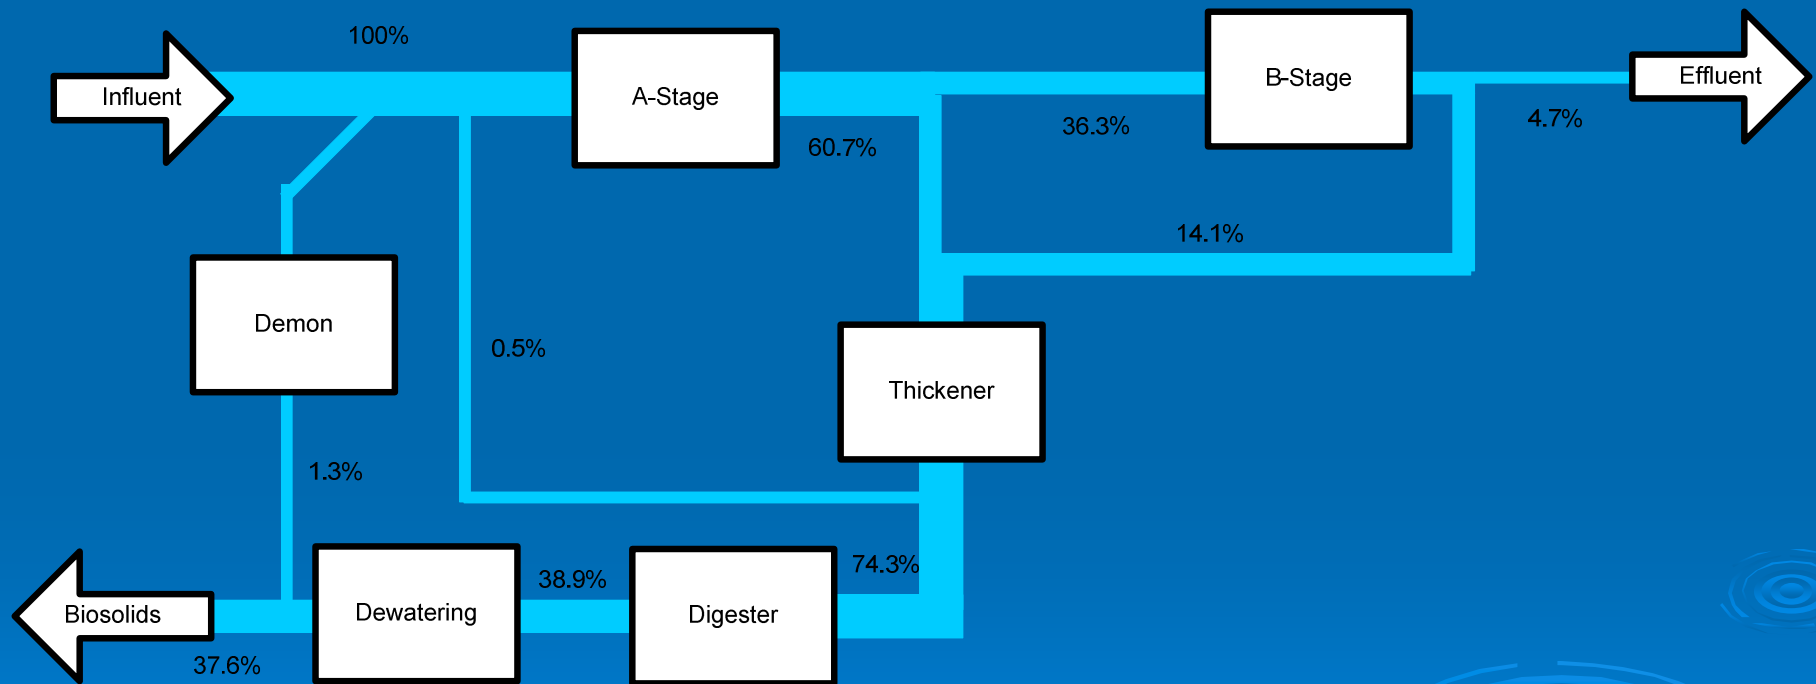 100%
Influent
A-Stage
B-Stage
Effluent
60.7%
36.3%
4.7%
14.1%
Demon
0.5%
Thickener
1.3%
74.3%
38.9%
Biosolids
Dewatering
Digester
37.6%